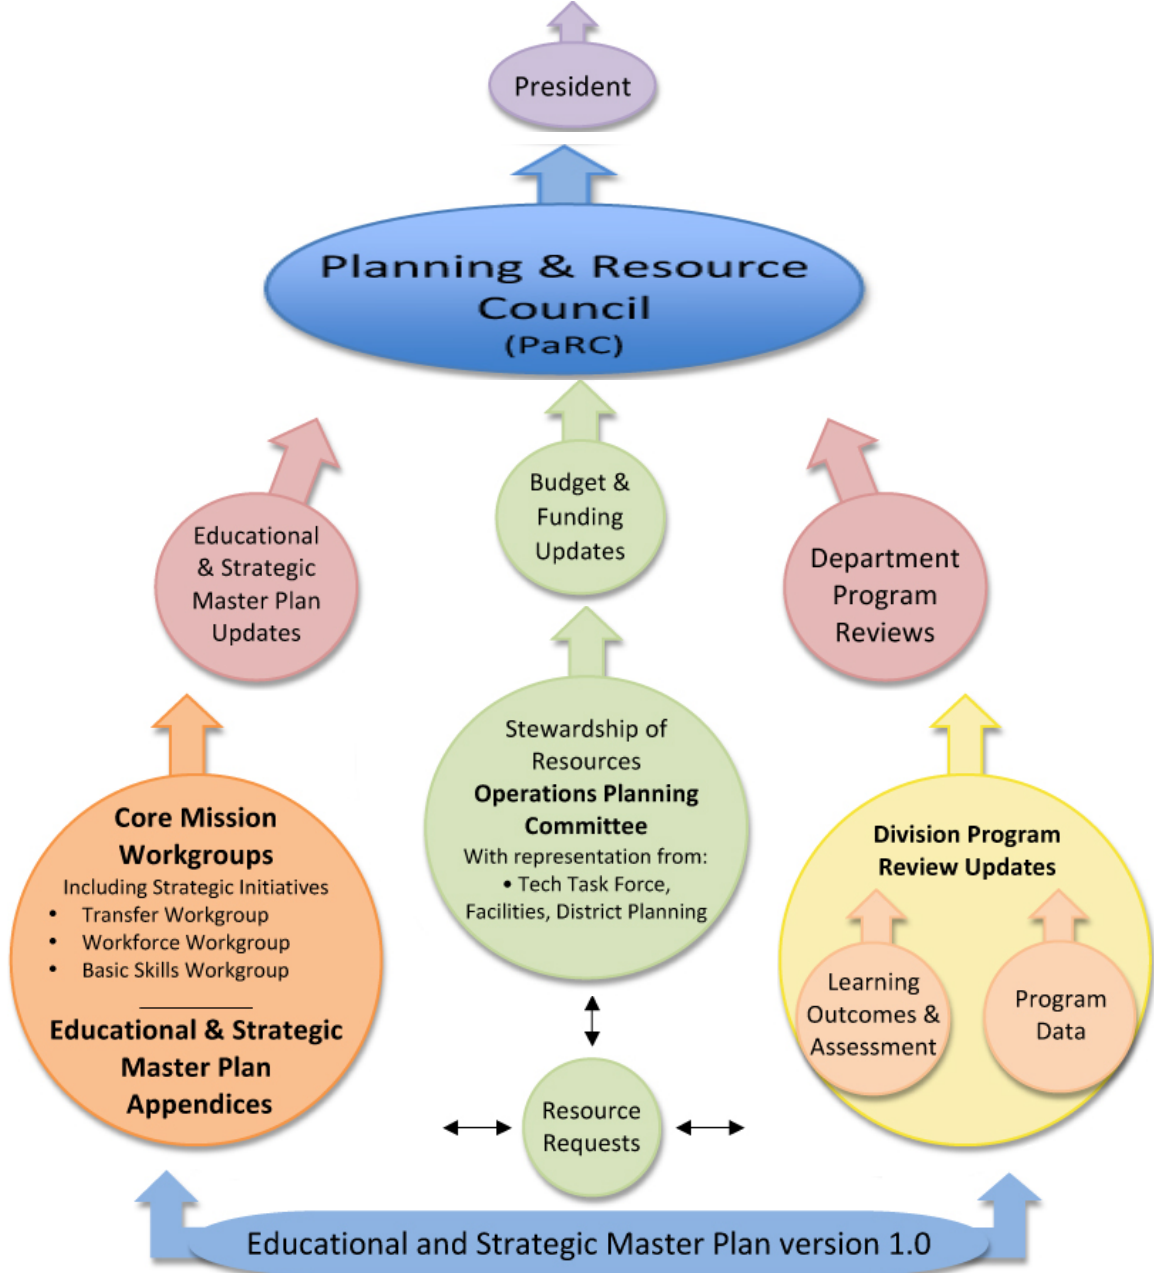 President
Planning & Resource
Council
(PaRC)
Educational
& Strategic
Master Plan
Updates
Budget &
Funding
Updates
Department
Program
Reviews
Core Mission
Workgroups
Including Strategic Initiatives
• Transfer Workgroup
• Workforce Workgroup
• Basic Skills Workgroup
Educational & Strategic
Master Plan
Appendices
Stewardship of
Resources
Operations Planning
Committee
With representation from:
• Tech Task Force,
Facilities, District Planning
Division Program
Review Updates
Learning
Outcomes &
Assessment
Program
Data
Resource
Requests
Educational and Strategic Master Plan version 1.0